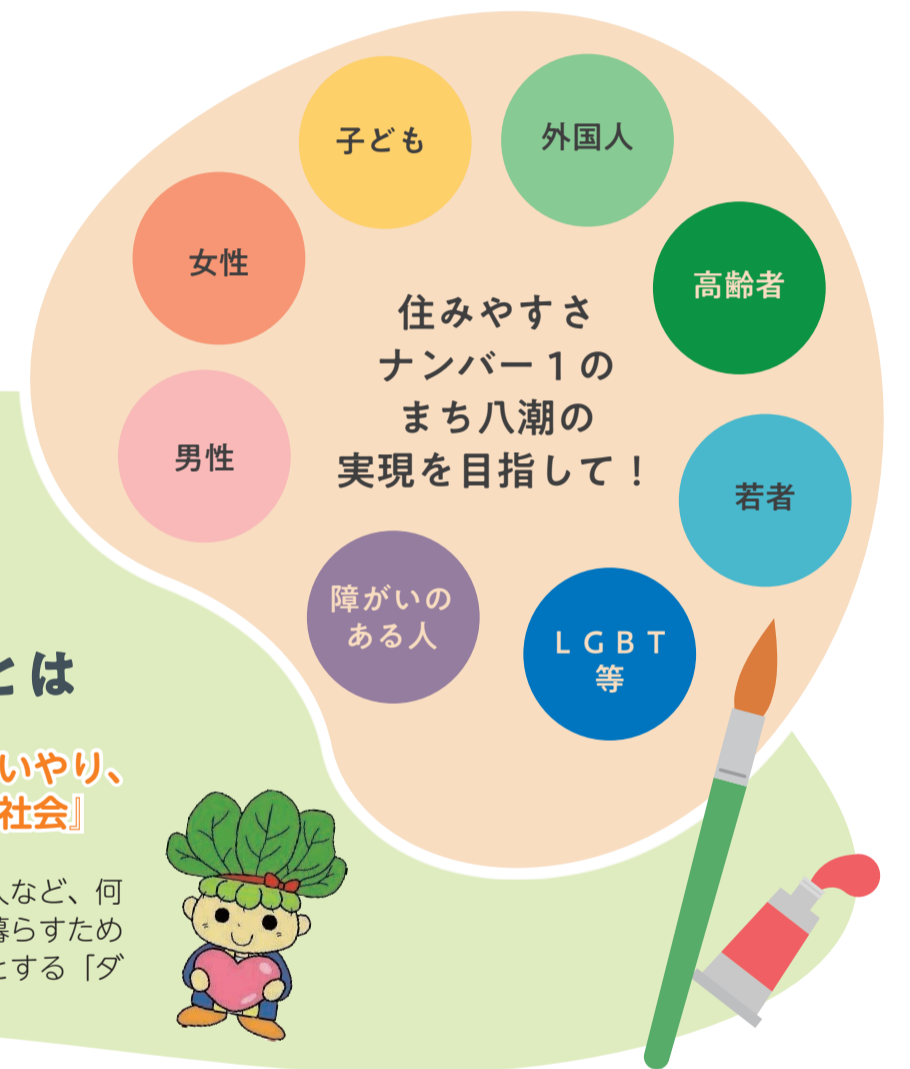 子ども
外国人
女性
高齢者
住みやすさ
ナンバー１の
まち八潮の
実現を目指して！
男性
若者
障がいの
ある人
ＬＧＢＴ
等
とは
いやり、
社会』
人など、何
暮らすため
とする「ダ